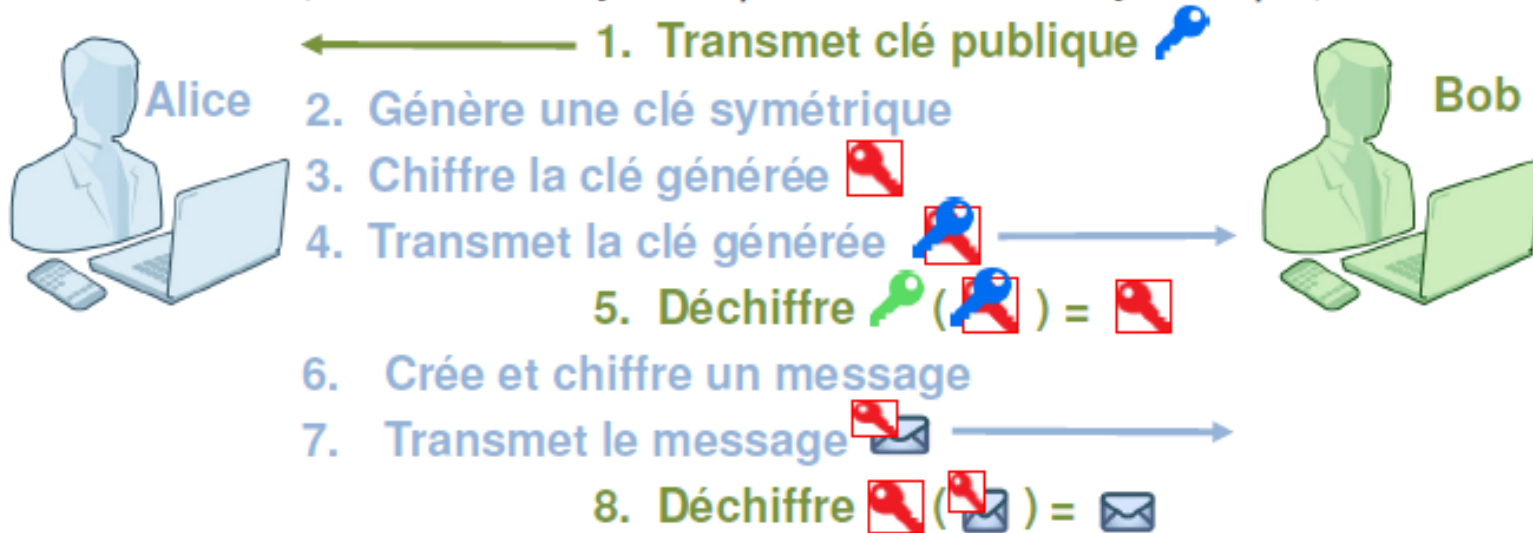 1. Transmet clé publique
Alice
Bob
2. Génère une clé symétrique
3. Chiffre la clé générée
4. Transmet la clé générée
5. Déchiffre ( ) =
6. Crée et chiffre un message
7. Transmet le message
8. Déchiffre ( ) =